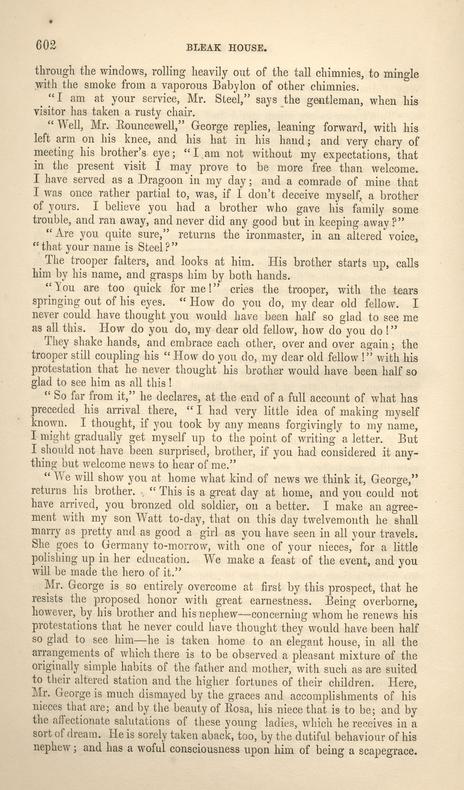 602
BLEAK HOUSE.
through the windows, rolling heavily out of the tall chimnies, to mingle
with the smoke from a vaporous Babylon of other chimnies.
"I am at your service, Mr. Steel," says the gentleman, when his
visitor has taken a rusty chair.
"Well, Mr. Rouncewell," George replies, leaning forward, with his
left arm on his knee, and his hat in his hand; and very chary of
meeting his brother's eye; "I am not without my expectations, that
in the present visit I may prove to be more free than welcome.
I have served as a Dragoon in my day; and a comrade of mine that
I was once rather partial to, was, if I don't deceive myself, a brother
of yours. I believe you had a brother who gave his family some
trouble, and ran away, and never did any good but in keeping away?"
"Are you quite sure," returns the ironmaster, in an altered voice,
"that your name is Steel?"
The trooper falters, and looks at him. His brother starts up, calls
him by his name, and grasps him by both hands.
"You are too quick for me!" cries the trooper, with the tears
springing out of his eyes. "How do you do, my dear old fellow. I
never could have thought you would have been half so glad to see me
as all this. How do you do, my dear old fellow, how do you do!"
They shake hands, and embrace each other, over and over again; the
trooper still coupling his "How do you do, my dear old fellow!" with his
protestation that he never thought his brother would have been half so
glad to see him as all this!
"So far from it," he declares, at the end of a full account of what has
preceded his arrival there, "I had very little idea of making myself
known. I thought, if you took by any means forgivingly to my name,
I might gradually get myself up to the point of writing a letter. But
I should not have been surprised, brother, if you had considered it any-
thing but welcome news to hear of me."
"We will show you at home what kind of news we think it, George,"
returns his brother. "This is a great day at home, and you could not
have arrived, you bronzed old soldier, on a better. I make an agree-
ment with my son Watt to-day, that on this day twelvemonth he shall
marry as pretty and as good a girl as you have seen in all your travels.
She goes to Germany to-morrow, with one of your nieces, for a little
polishing up in her education. We make a feast of the event, and you
will be made the hero of it."
Mr. George is so entirely overcome at first by this prospect, that he
resists the proposed honor with great earnestness. Being overborne,
however, by his brother and his nephew—concerning whom he renews his
protestations that he never could have thought they would have been half
so glad to see him—he is taken home to an elegant house, in all the
arrangements of which there is to be observed a pleasant mixture of the
originally simple habits of the father and mother, with such as are suited
to their altered station and the higher fortunes of their children. Here,
Mr. George is much dismayed by the graces and accomplishments of his
nieces that are; and by the beauty of Rosa, his niece that is to be; and by
the affectionate salutations of these young ladies, which he receives in a
sort of dream. He is sorely taken aback, too, by the dutiful behaviour of his
nephew; and has a woful consciousness upon him of being a scapegrace.